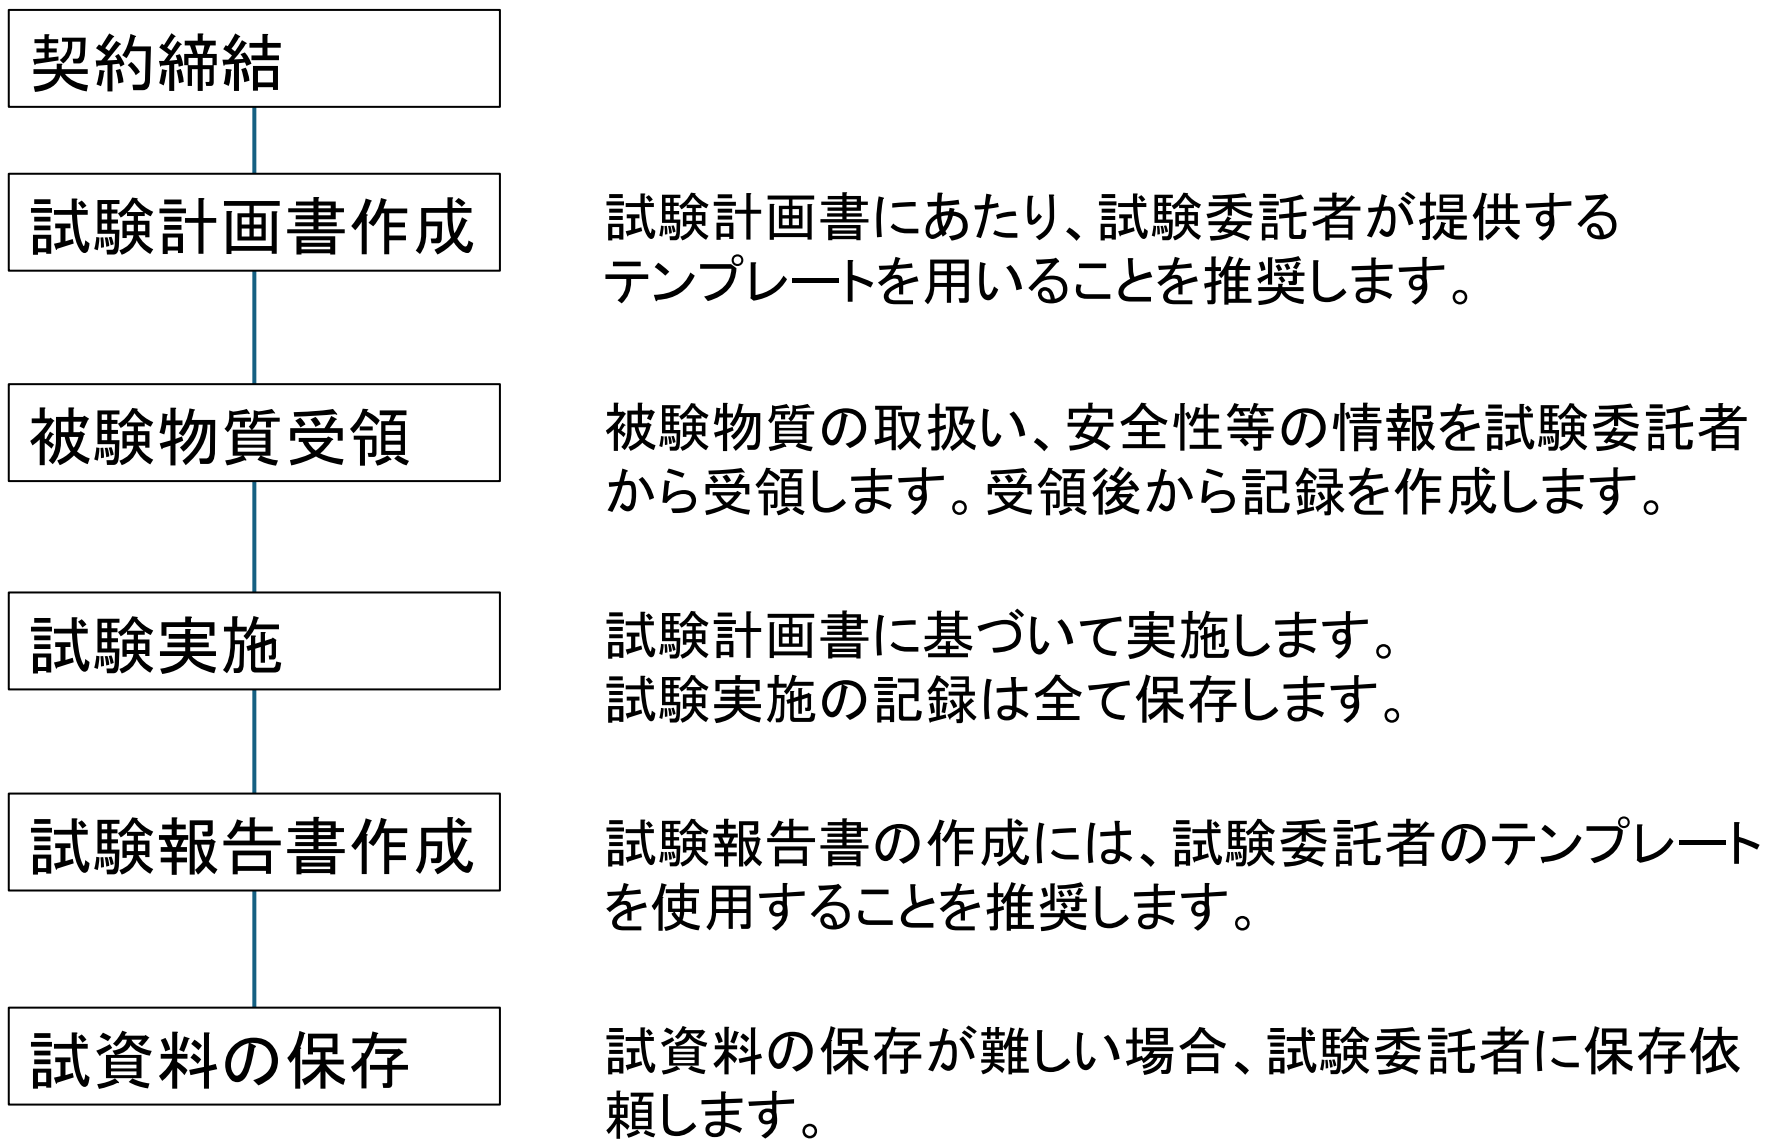 契約締結
試験計画書作成
試験計画書にあたり、試験委託者が提供する
テンプレートを用いることを推奨します。
被験物質受領
被験物質の取扱い、安全性等の情報を試験委託者
から受領します。受領後から記録を作成します。
試験実施
試験計画書に基づいて実施します。
試験実施の記録は全て保存します。
試験報告書作成
試験報告書の作成には、試験委託者のテンプレート
を使用することを推奨します。
試資料の保存
試資料の保存が難しい場合、試験委託者に保存依
頼します。